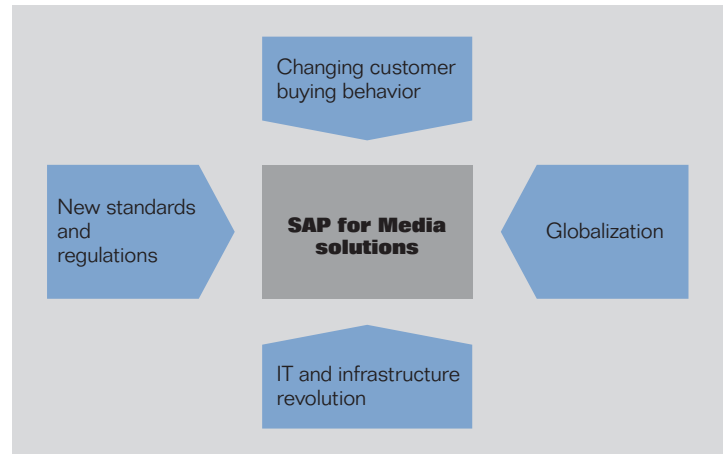 Changing customer
buying behavior
New standards
and
regulations
SAP for Media
solutions
Globalization
IT and infrastructure
revolution